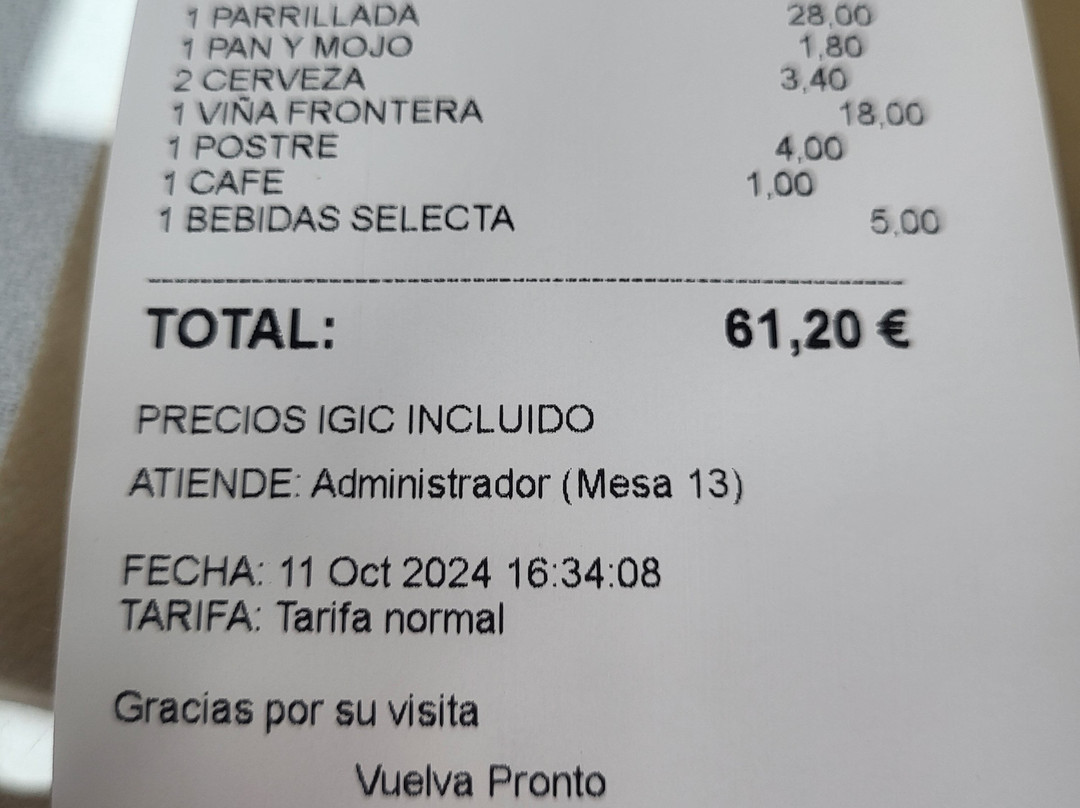 1 PARRILLADA 28,00
1 PAN Y MOJO 1,80
2 CERVEZA 3,40
1 VIÑA FRONTERA 18,00
1 POSTRE 4,00
1 CAFE 1,00
1 BEBIDAS SELECTA 5,00
TOTAL: 61,20 €
PRECIOS IGIC INCLUIDO
ATIENDE: Administrador (Mesa 13)
FECHA: 11 Oct 2024 16:34:08
TARIFA: Tarifa normal
Gracias por su visita
Vuelva Pronto